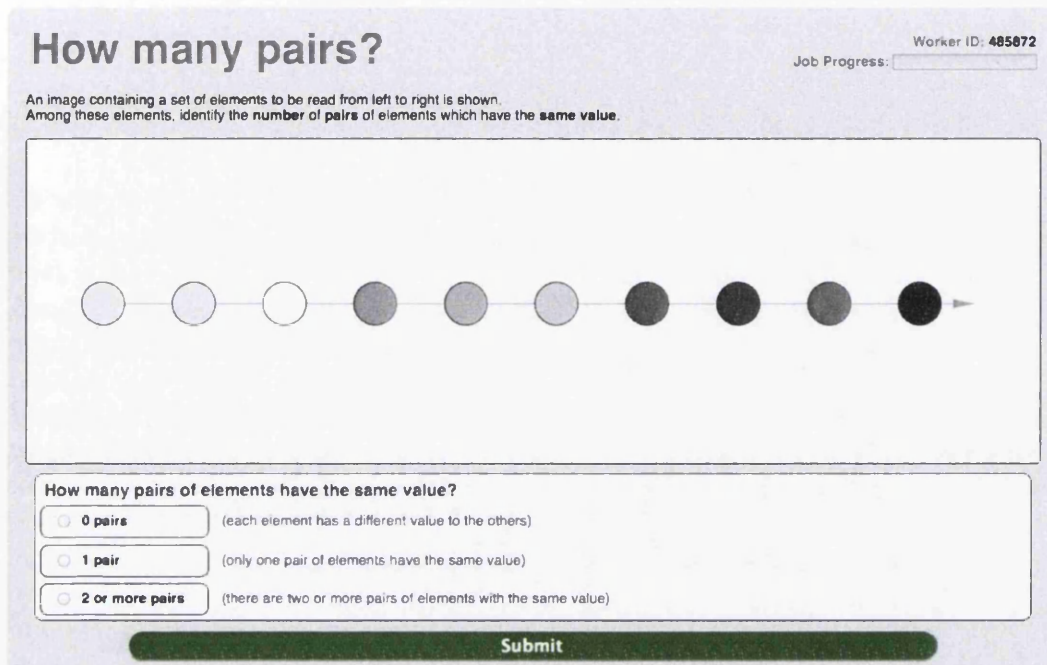 How many pairs?
Worker ID: 485872
Job Progress:
An image containing a set of elements to be read from left to right is shown.
Among these elements, identify the number of pairs of elements which have the same value.
How many pairs of elements have the same value?
0 pairs (each element has a different value to the others)
1 pair (only one pair of elements have the same value)
2 or more pairs (there are two or more pairs of elements with the same value)
Submit